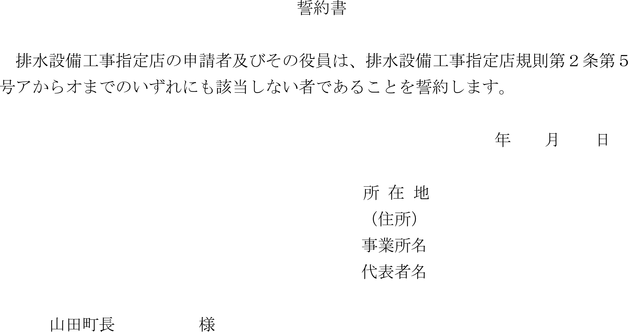 誓約書
排水設備工事指定店の申請者及びその役員は、排水設備工事指定店規則第２条第５
号アからオまでのいずれにも該当しない者であることを誓約します。
年　　月　　日
所 在 地
（住所）
事業所名
代表者名
山田町長　　　　　様